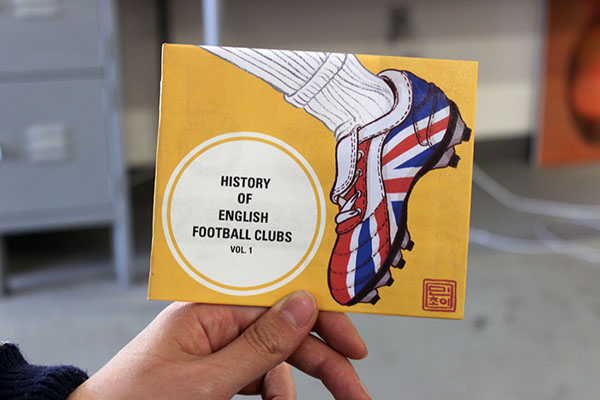 HISTORY
OF
ENGLISH
FOOTBALL CLUBS
VOL. 1